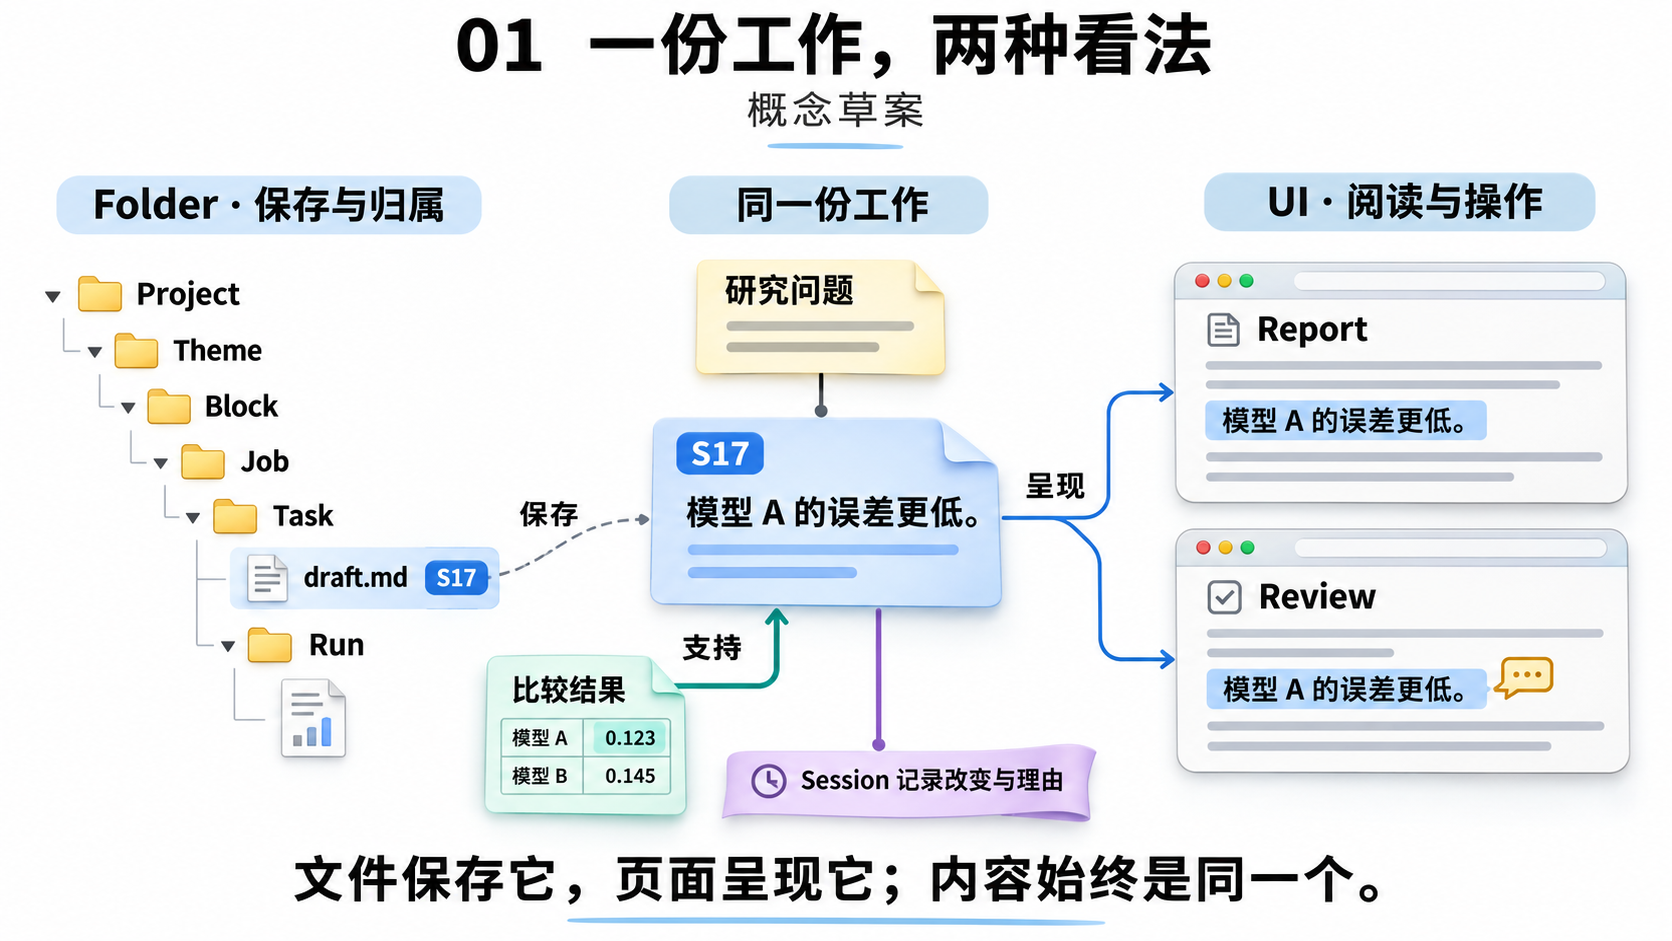 01 一份工作，两种看法
概念草案
Folder · 保存与归属
Project
Theme
Block
Job
Task
draft.md S17
Run
保存
同一份工作
研究问题
S17
模型 A 的误差更低。
支持
比较结果
模型 A 0.123
模型 B 0.145
Session 记录改变与理由
呈现
UI · 阅读与操作
Report
模型 A 的误差更低。
Review
模型 A 的误差更低。
文件保存它，页面呈现它；内容始终是同一个。